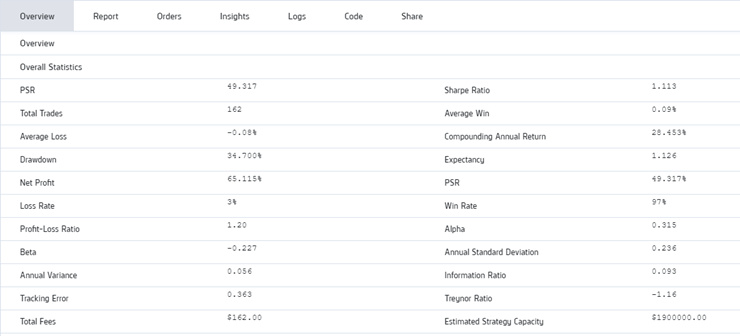 Overview Report Orders Insights Logs Code Share
Overview
Overall Statistics
PSR 49.317 Sharpe Ratio 1.113
Total Trades 162 Average Win 0.09%
Average Loss -0.08% Compounding Annual Return 28.453%
Drawdown 34.700% Expectancy 1.126
Net Profit 65.115% PSR 49.317%
Loss Rate 3% Win Rate 97%
Profit-Loss Ratio 1.20 Alpha 0.315
Beta -0.227 Annual Standard Deviation 0.236
Annual Variance 0.056 Information Ratio 0.093
Tracking Error 0.363 Treynor Ratio -1.16
Total Fees $162.00 Estimated Strategy Capacity $1900000.00